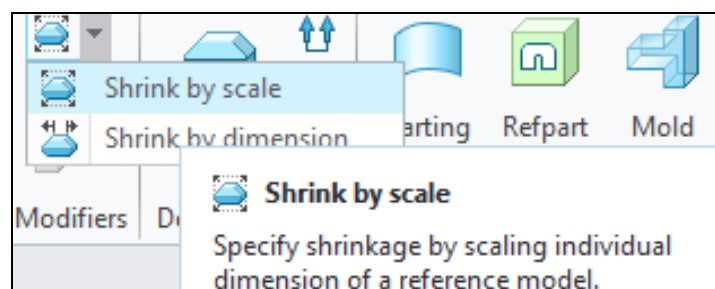 Shrink by scale
Shrink by dimension
arting Refpart Mold
Modifiers D
Shrink by scale
Specify shrinkage by scaling individual
dimension of a reference model.